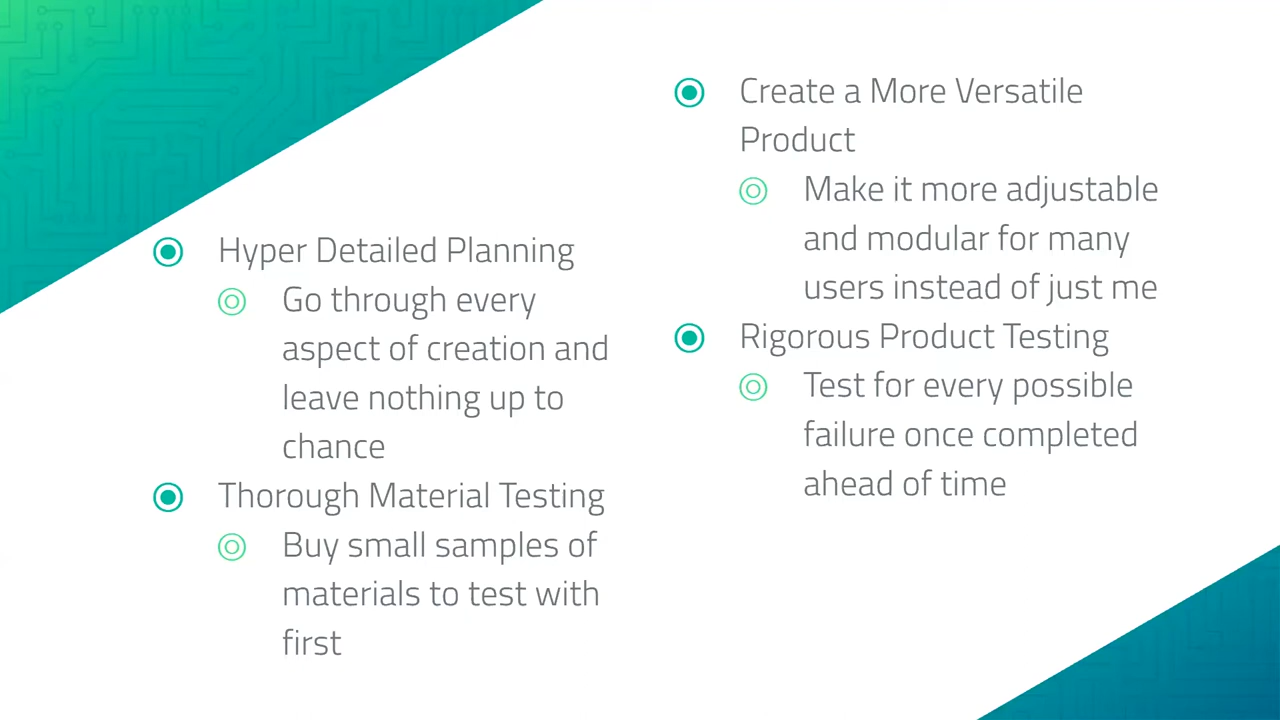 Hyper Detailed Planning
Go through every
aspect of creation and
leave nothing up to
chance
Thorough Material Testing
Buy small samples of
materials to test with
first
Create a More Versatile
Product
Make it more adjustable
and modular for many
users instead of just me
Rigorous Product Testing
Test for every possible
failure once completed
ahead of time